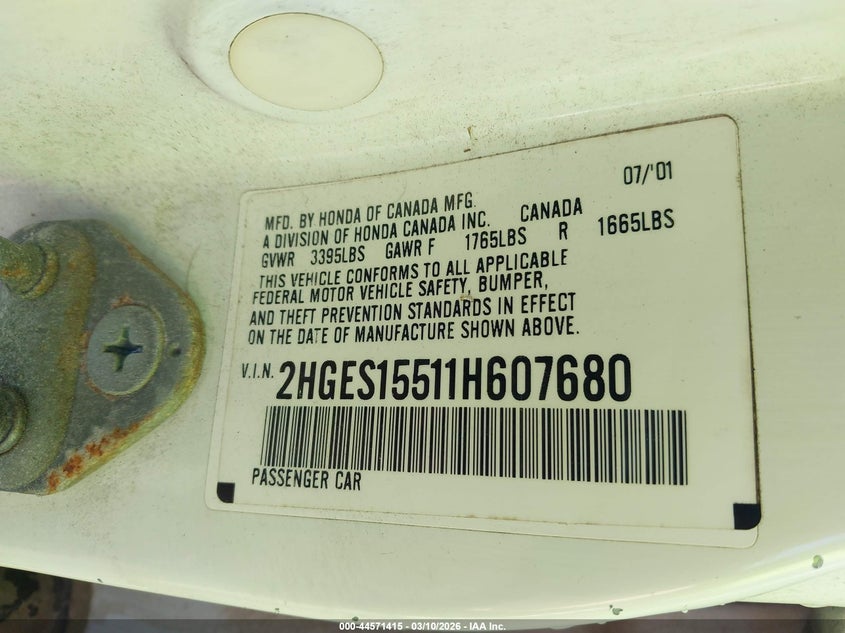 07/'01
MFD. BY HONDA OF CANADA MFG.
A DIVISION OF HONDA CANADA INC. CANADA
GVWR 3395LBS GAWR F 1765LBS R 1665LBS
THIS VEHICLE CONFORMS TO ALL APPLICABLE
FEDERAL MOTOR VEHICLE SAFETY, BUMPER,
AND THEFT PREVENTION STANDARDS IN EFFECT
ON THE DATE OF MANUFACTURE SHOWN ABOVE.
V.I.N. 2HGES15511H607680
PASSENGER CAR
000-44571415 - 03/10/2026 - IAA Inc.